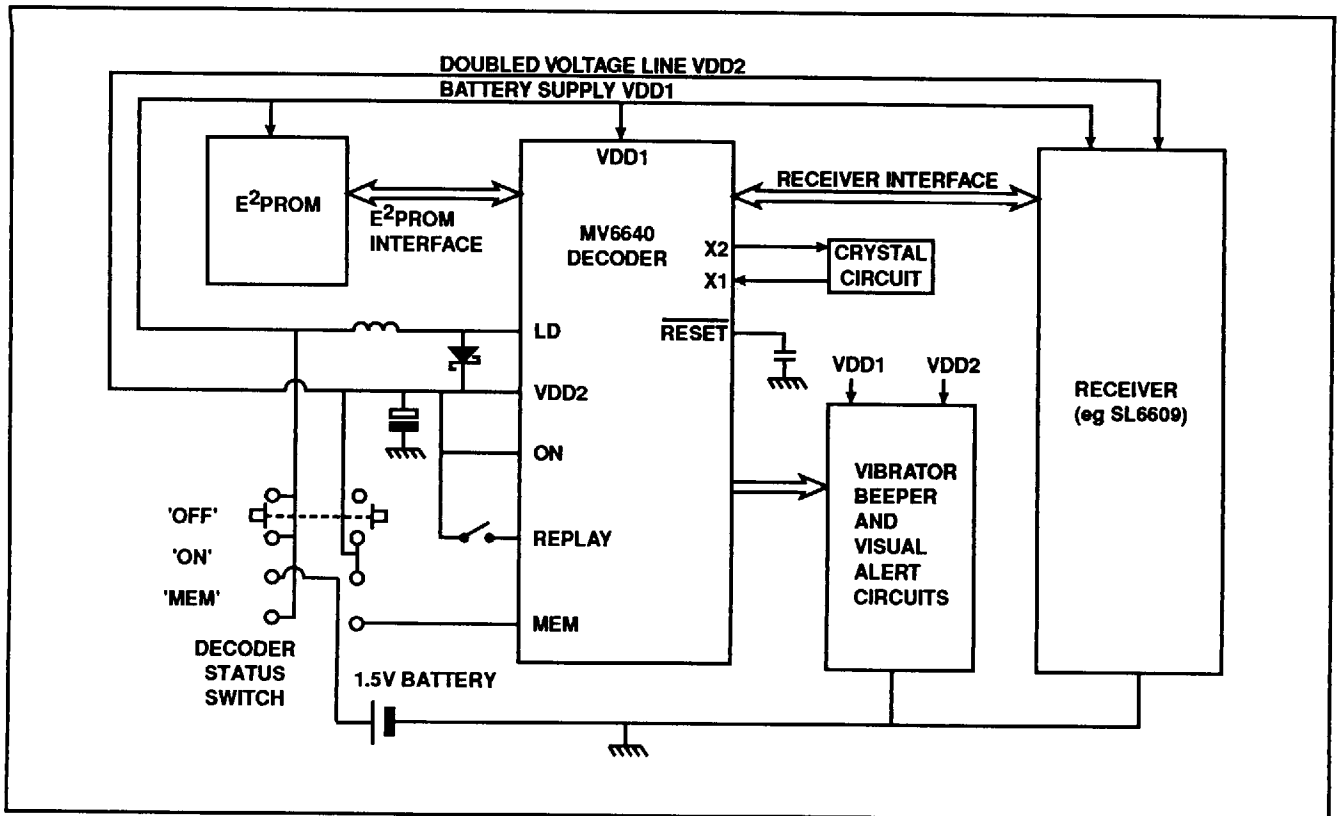 DOUBLED VOLTAGE LINE VDD2
BATTERY SUPPLY VDD1
E²PROM
E²PROM
INTERFACE
VDD1
MV6640
DECODER
RECEIVER INTERFACE
X2
X1
CRYSTAL
CIRCUIT
LD
RESET
VDD2
ON
REPLAY
MEM
VDD1
VDD2
VIBRATOR
BEEPER
AND
VISUAL
ALERT
CIRCUITS
RECEIVER
(eg SL6609)
'OFF'
'ON'
'MEM'
DECODER
STATUS
SWITCH
1.5V BATTERY